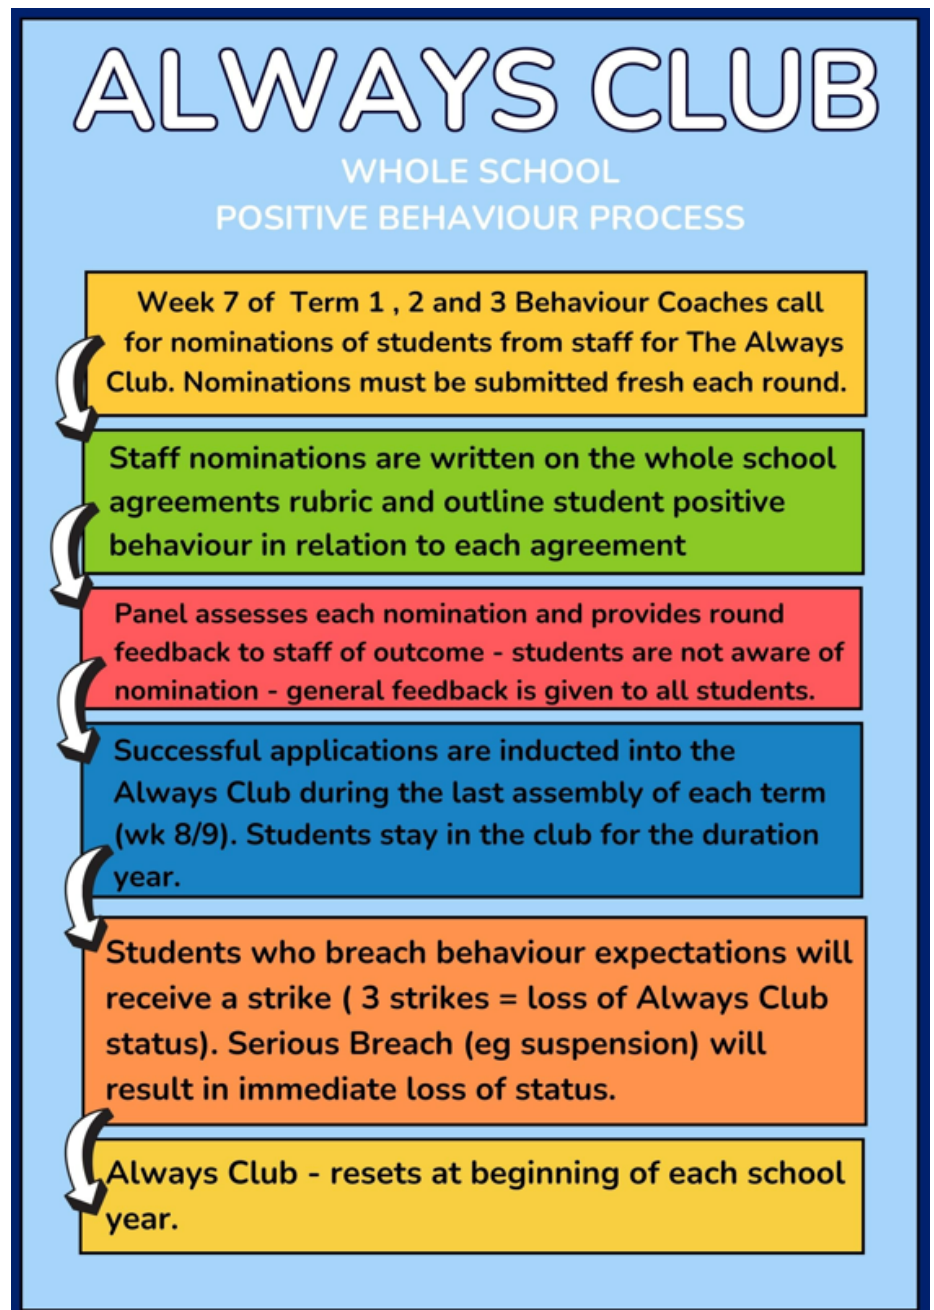 ALWAYS CLUB
WHOLE SCHOOL
POSITIVE BEHAVIOUR PROCESS
Week 7 of Term 1 , 2 and 3 Behaviour Coaches call
for nominations of students from staff for The Always
Club. Nominations must be submitted fresh each round.
Staff nominations are written on the whole school
agreements rubric and outline student positive
behaviour in relation to each agreement
Panel assesses each nomination and provides round
feedback to staff of outcome - students are not aware of
nomination - general feedback is given to all students.
Successful applications are inducted into the
Always Club during the last assembly of each term
(wk 8/9). Students stay in the club for the duration
year.
Students who breach behaviour expectations will
receive a strike ( 3 strikes = loss of Always Club
status). Serious Breach (eg suspension) will
result in immediate loss of status.
Always Club - resets at beginning of each school
year.